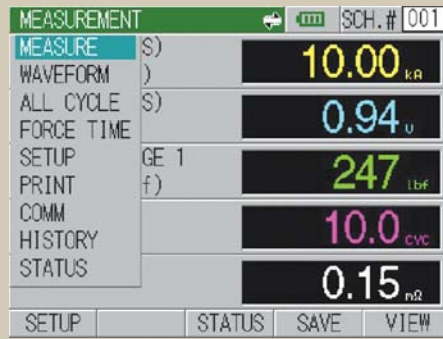 MEASUREMENT SCH.# 001
MEASURE S) 10.00 kA
WAVEFORM )
ALL CYCLE S) 0.94 V
FORCE TIME
SETUP GE 1 247 lbf
PRINT f)
COMM 10.0 cyc
HISTORY
STATUS 0.15 mΩ
SETUP STATUS SAVE VIEW